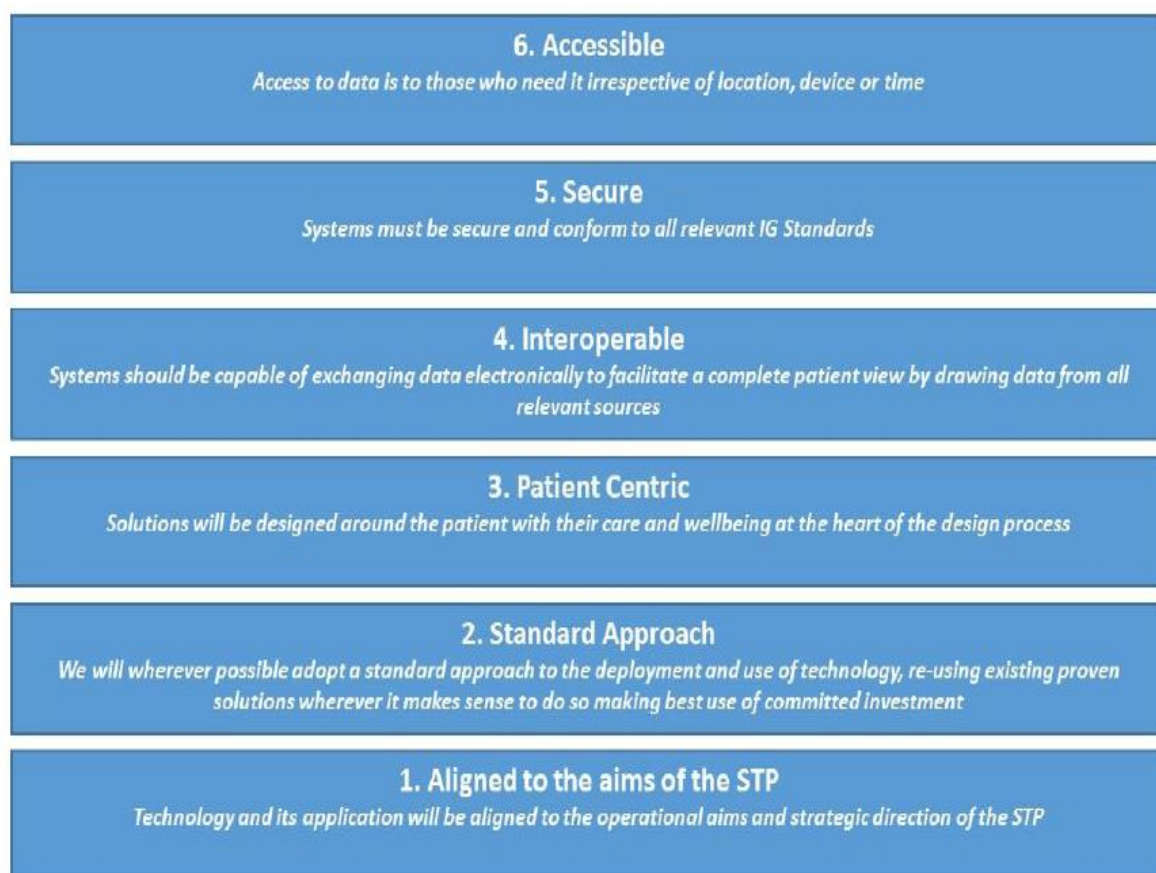 6. Accessible
Access to data is to those who need it irrespective of location, device or time
5. Secure
Systems must be secure and conform to all relevant IG Standards
4. Interoperable
Systems should be capable of exchanging data electronically to facilitate a complete patient view by drawing data from all
relevant sources
3. Patient Centric
Solutions will be designed around the patient with their care and wellbeing at the heart of the design process
2. Standard Approach
We will wherever possible adopt a standard approach to the deployment and use of technology, re-using existing proven
solutions wherever it makes sense to do so making best use of committed investment
1. Aligned to the aims of the STP
Technology and its application will be aligned to the operational aims and strategic direction of the STP